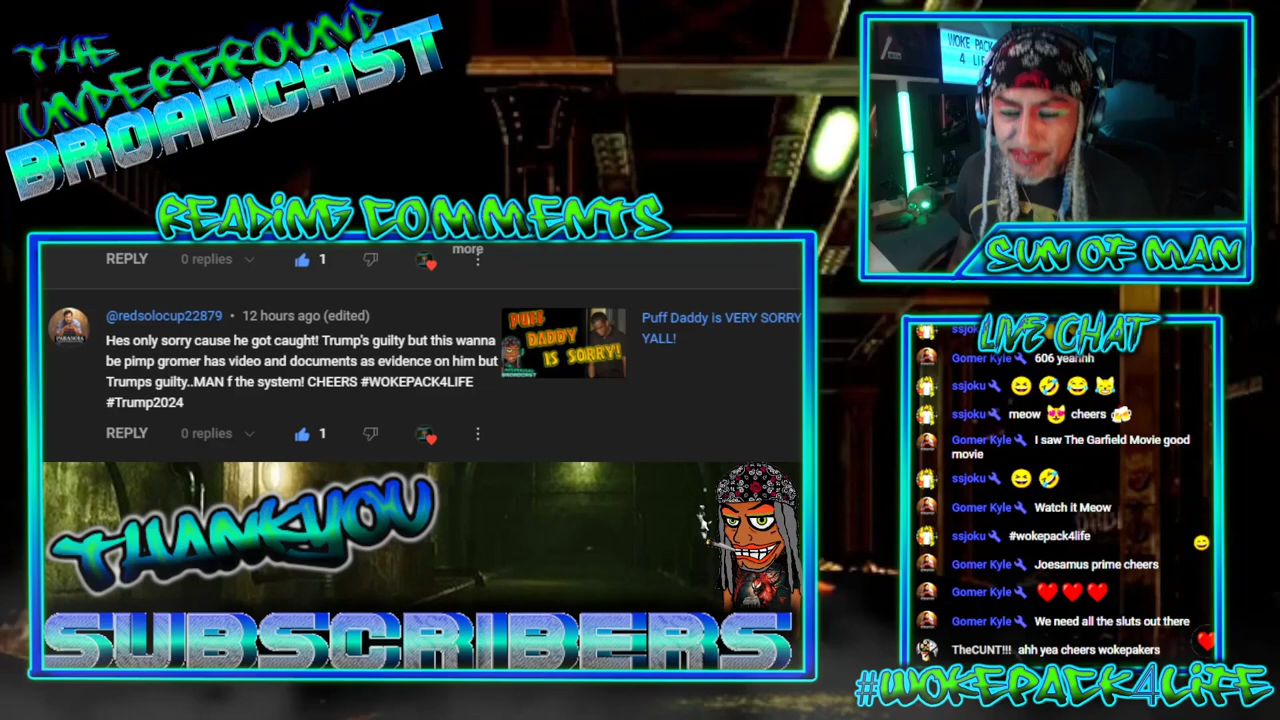 THE
UNDERGROUND
BROADCAST
WOKE PACK
4 LIFE
SUN OF MAN
READING COMMENTS
more
REPLY 0 replies 1
@redsolocup22879 • 12 hours ago (edited)
Hes only sorry cause he got caught! Trump's guilty but this wanna
be pimp gromer has video and documents as evidence on him but
Trumps guilty..MAN f the system! CHEERS #WOKEPACK4LIFE
#Trump2024
REPLY 0 replies 1
PUFF
DADDY
IS SORRY!
BROADCAST
Puff Daddy is VERY SORRY
YALL!
THANKYOU
SUBSCRIBERS
LIVE CHAT
ssjoku
Gomer Kyle 606 yeahhh
ssjoku 😆 🤣 😂 😹
ssjoku meow 😻 cheers 🍻
Gomer Kyle I saw The Garfield Movie good
movie
ssjoku 😆 🤣
Gomer Kyle Watch it Meow
ssjoku #wokepack4life
Gomer Kyle Joesamus prime cheers
Gomer Kyle ❤️ ❤️ ❤️
Gomer Kyle We need all the sluts out there
TheCUNT!!! ahh yea cheers wokepakers
#WOKEPACK4LIFE